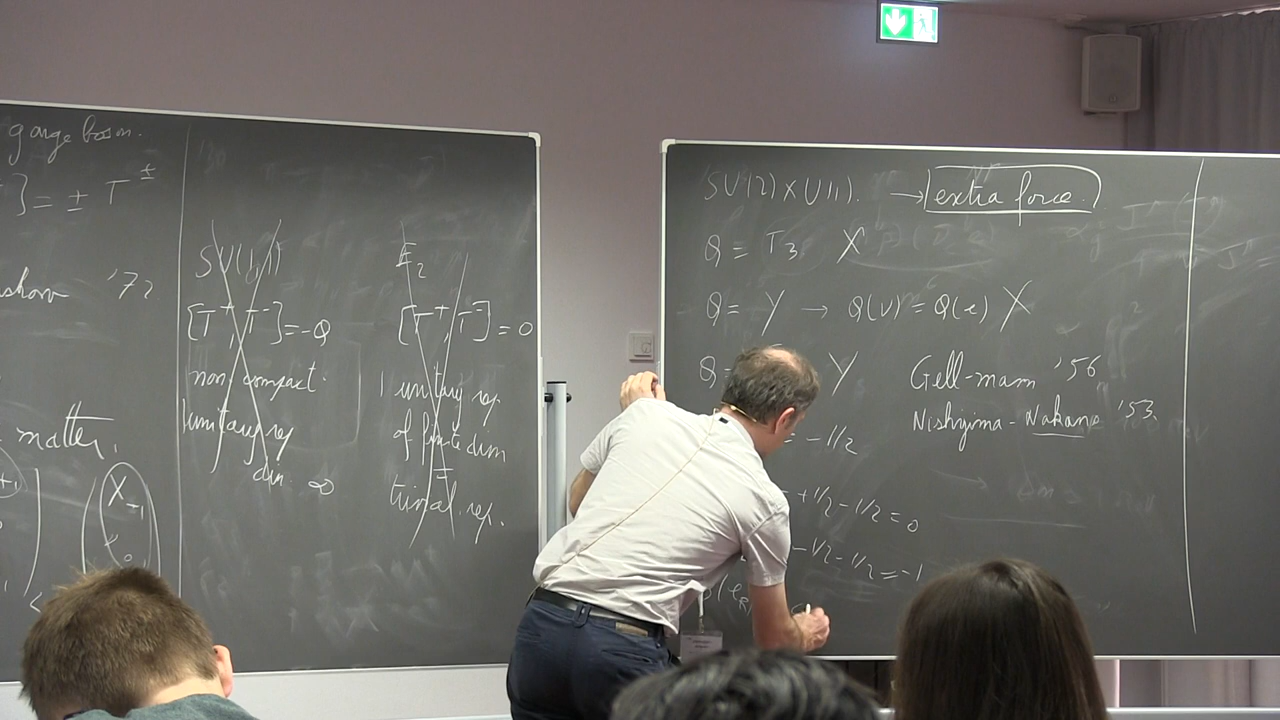 gauge boson.
] = ± T^±
'72
matter.
X_+1
SU(1,1)
[T^+, T^-] = -Q
non compact.
unitary rep
dim. ∞
E_2
[T^+, T^-] = 0
unitary rep.
of finite dim
trivial rep.
SU(2) x U(1). → extra force.
Q = T_3 X
Q = Y → Q(ν) = Q(e) X
Q = Y
Gell-mann '56
Nishijima - Nakano '53.
= -1/2
+1/2 - 1/2 = 0
-1/2 - 1/2 = -1
(e_R)